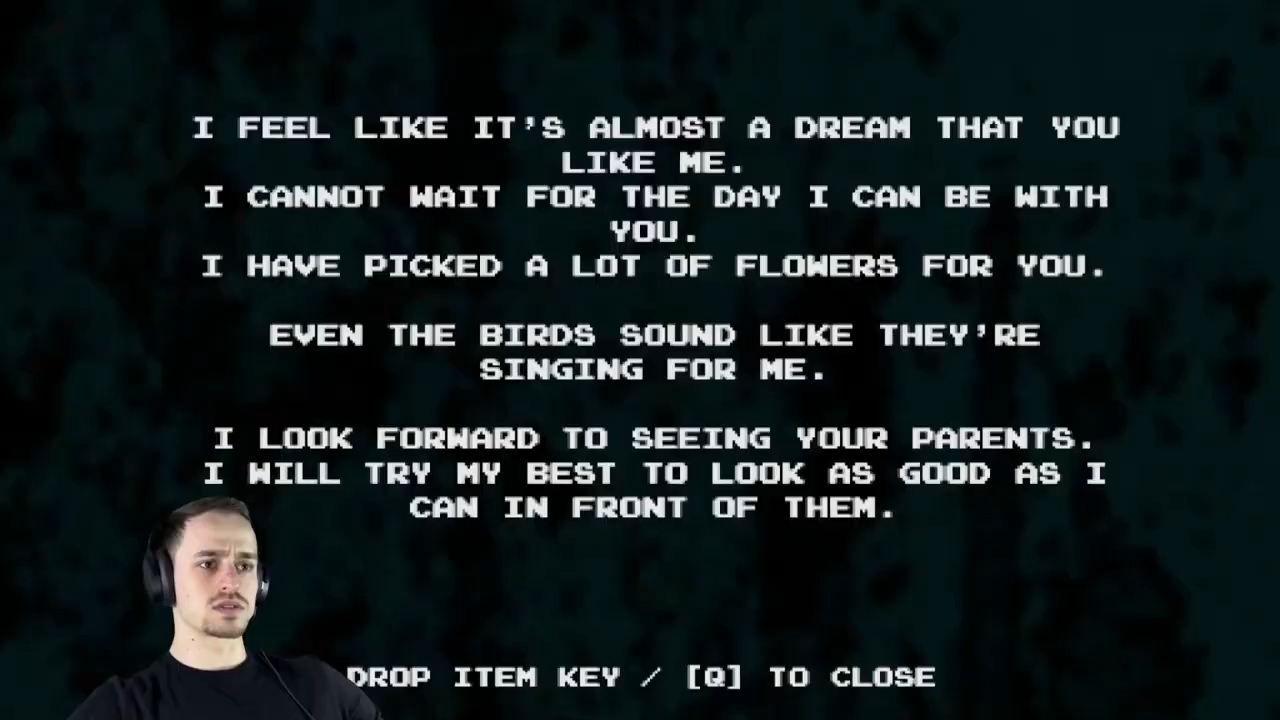 I FEEL LIKE IT'S ALMOST A DREAM THAT YOU
LIKE ME.
I CANNOT WAIT FOR THE DAY I CAN BE WITH
YOU.
I HAVE PICKED A LOT OF FLOWERS FOR YOU.
EVEN THE BIRDS SOUND LIKE THEY'RE
SINGING FOR ME.
I LOOK FORWARD TO SEEING YOUR PARENTS.
I WILL TRY MY BEST TO LOOK AS GOOD AS I
CAN IN FRONT OF THEM.
DROP ITEM KEY / [Q] TO CLOSE